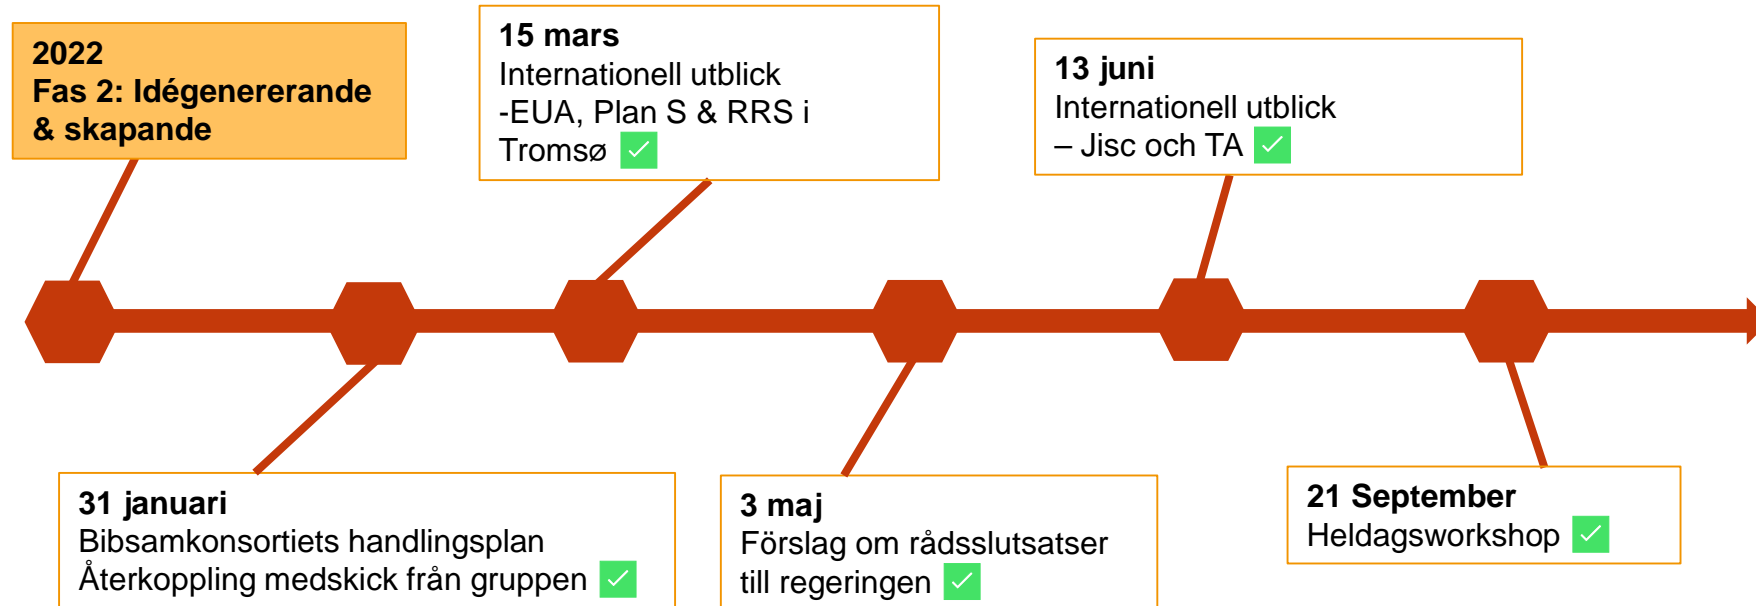 2022
Fas 2: Idégenererande
& skapande
15 mars
Internationell utblick
-EUA, Plan S & RRS i
Tromsø ✓
13 juni
Internationell utblick
– Jisc och TA ✓
31 januari
Bibsamkonsortiets handlingsplan
Återkoppling medskick från gruppen ✓
3 maj
Förslag om rådsslutsatser
till regeringen ✓
21 September
Heldagsworkshop ✓